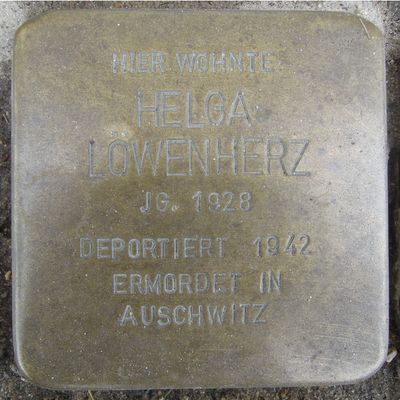 HIER WOHNTE
HELGA
LÖWENHERZ
JG. 1928
DEPORTIERT 1942
ERMORDET IN
AUSCHWITZ